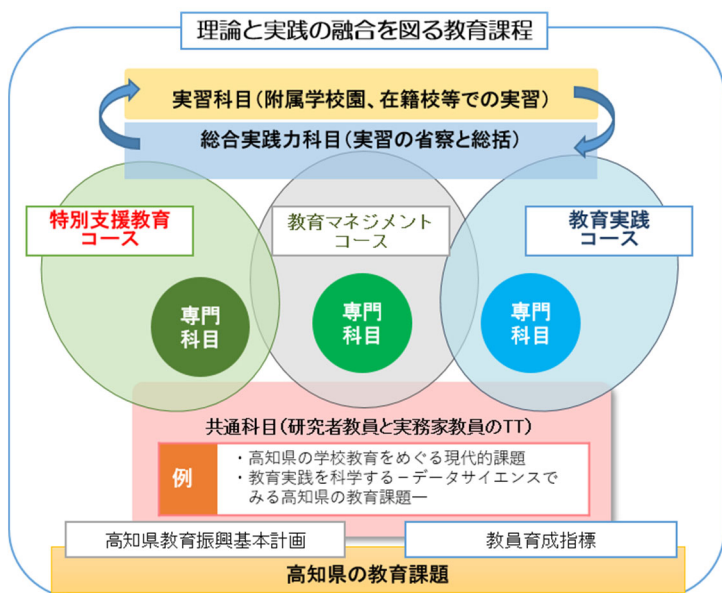 理論と実践の融合を図る教育課程
実習科目(附属学校園、在籍校等での実習)
総合実践力科目(実習の省察と総括)
特別支援教育
コース
教育マネジメント
コース
教育実践
コース
専門
科目
専門
科目
専門
科目
共通科目(研究者教員と実務家教員のTT)
例
・高知県の学校教育をめぐる現代的課題
・教育実践を科学する－データサイエンスで
みる高知県の教育課題―
高知県教育振興基本計画
教員育成指標
高知県の教育課題